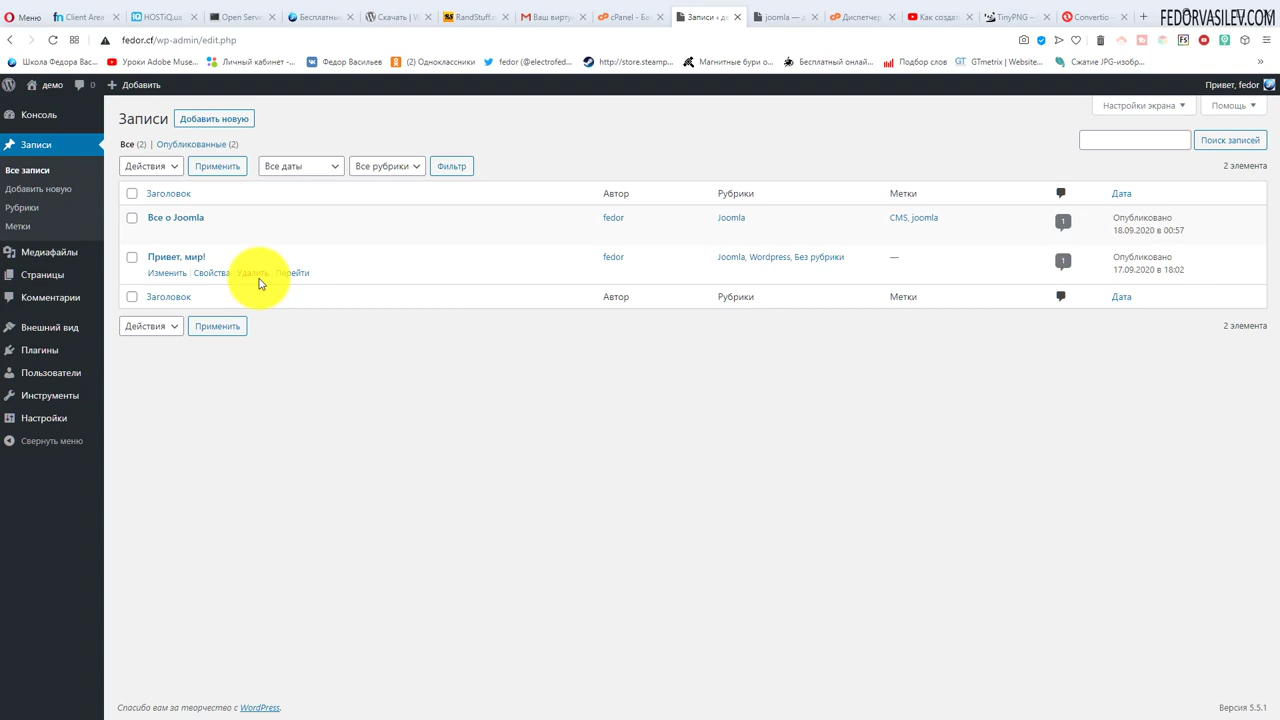 Меню
Client Area
HOSTiQ.ua
Open Serv
Бесплатны
Скачать | W
RandStuff.r
Ваш вирту
cPanel - Ба
Записи ‹ де
joomla — д
Диспетчер
Как создат
TinyPNG –
Convertio –
FEDORVASILEV.COM
fedor.cf/wp-admin/edit.php
Школа Федора Вас...
Уроки Adobe Muse...
Личный кабинет -...
Федор Васильев
(2) Одноклассники
fedor (@electrofed...
http://store.steamp...
Магнитные бури о...
Бесплатный онлай...
Подбор слов
GTmetrix | Website...
Сжатие JPG-изобр...
демо
0
Добавить
Привет, fedor
Консоль
Записи
Все записи
Добавить новую
Рубрики
Метки
Медиафайлы
Страницы
Комментарии
Внешний вид
Плагины
Пользователи
Инструменты
Настройки
Свернуть меню
Настройки экрана
Помощь
Записи
Добавить новую
Все (2) | Опубликованные (2)
Поиск записей
Действия
Применить
Все даты
Все рубрики
Фильтр
2 элемента
Заголовок
Автор
Рубрики
Метки
Дата
Все о Joomla
fedor
Joomla
CMS, joomla
1
Опубликовано
18.09.2020 в 00:57
Привет, мир!
Изменить | Свойства | Удалить | Перейти
fedor
Joomla, Wordpress, Без рубрики
—
1
Опубликовано
17.09.2020 в 18:02
Заголовок
Автор
Рубрики
Метки
Дата
Действия
Применить
2 элемента
Спасибо вам за творчество с WordPress.
Версия 5.5.1